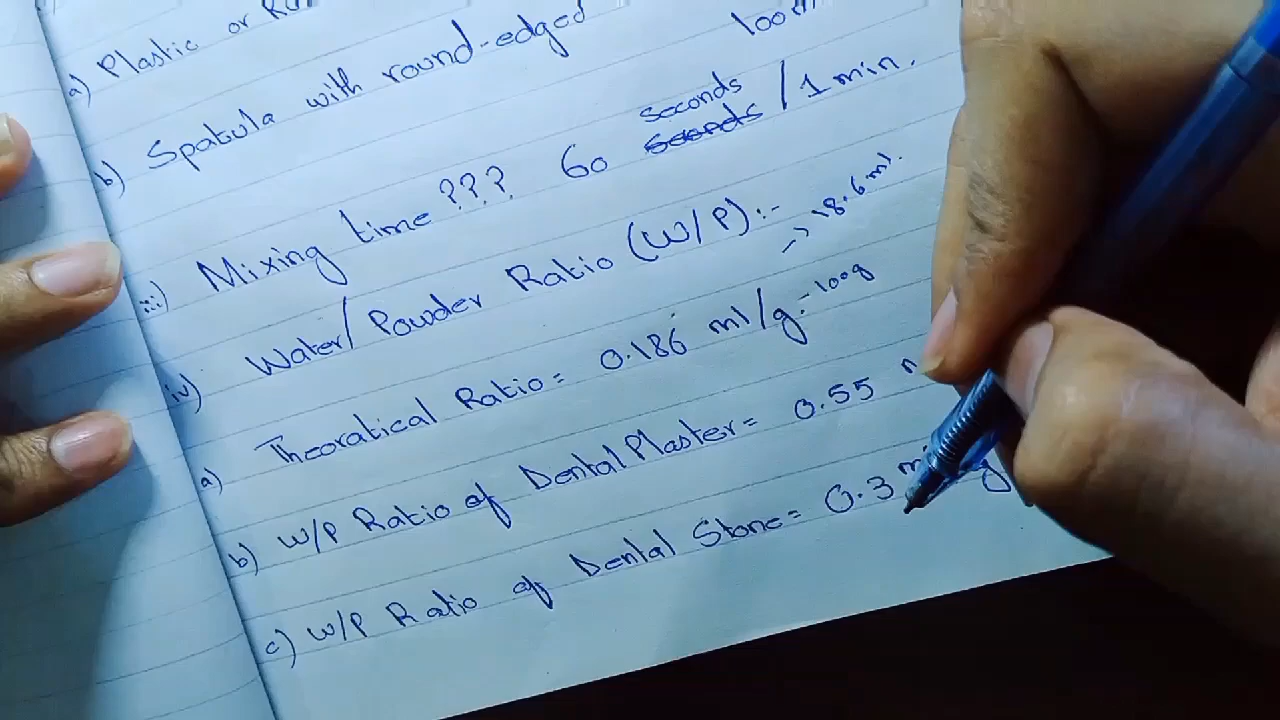 a) Plastic or
b) Spatula with round-edged
iii) Mixing time ??? 60 seconds / 1 min.
iv) Water/Powder Ratio (W/P):-
-> 18.6 ml.
a) Theoratical Ratio = 0.186 ml/g. - 100g
b) W/P Ratio of Dental Plaster = 0.55
c) W/P Ratio of Dental Stone = 0.3